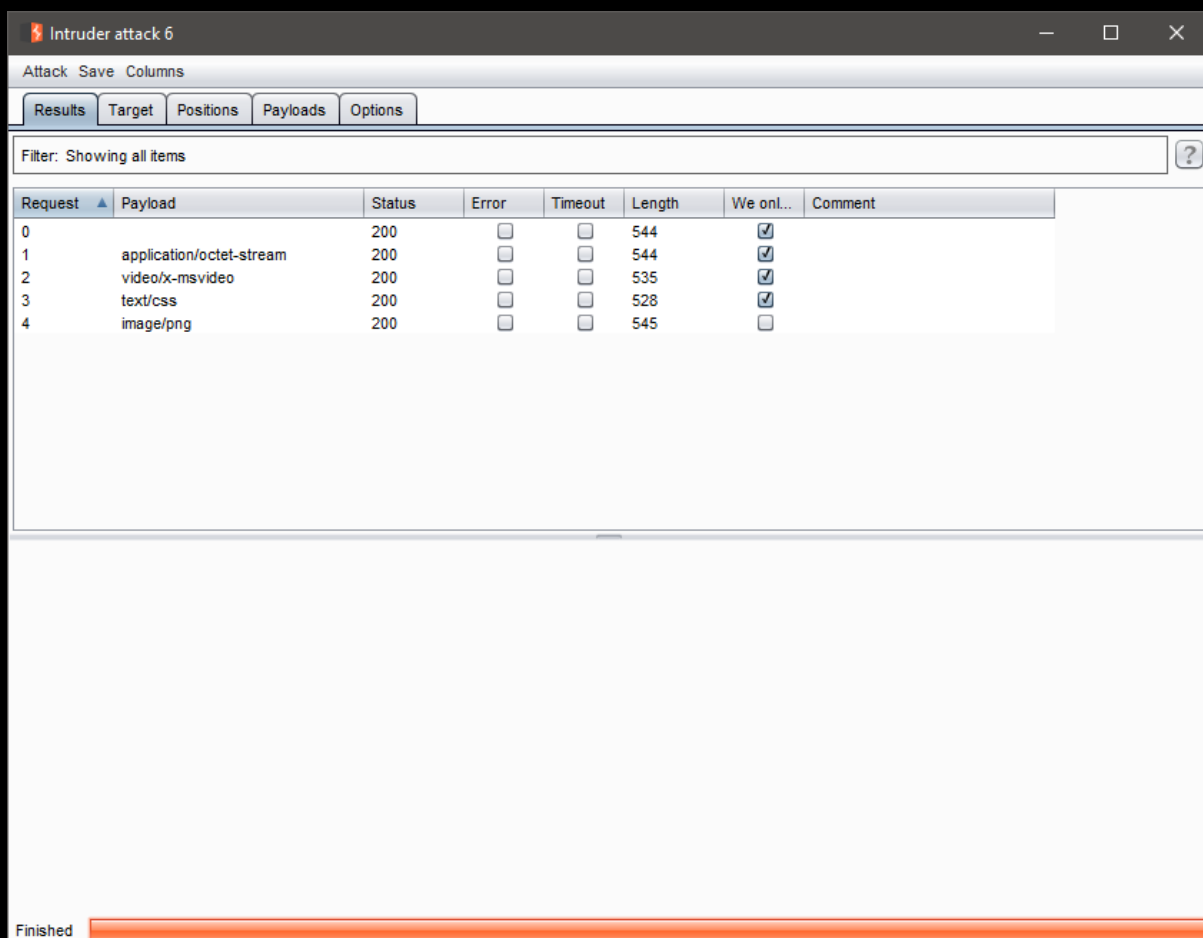 Intruder attack 6
Attack Save Columns
Results Target Positions Payloads Options
Filter: Showing all items ?
Request Payload Status Error Timeout Length We onl... Comment
0 200 544
1 application/octet-stream 200 544
2 video/x-msvideo 200 535
3 text/css 200 528
4 image/png 200 545
Finished